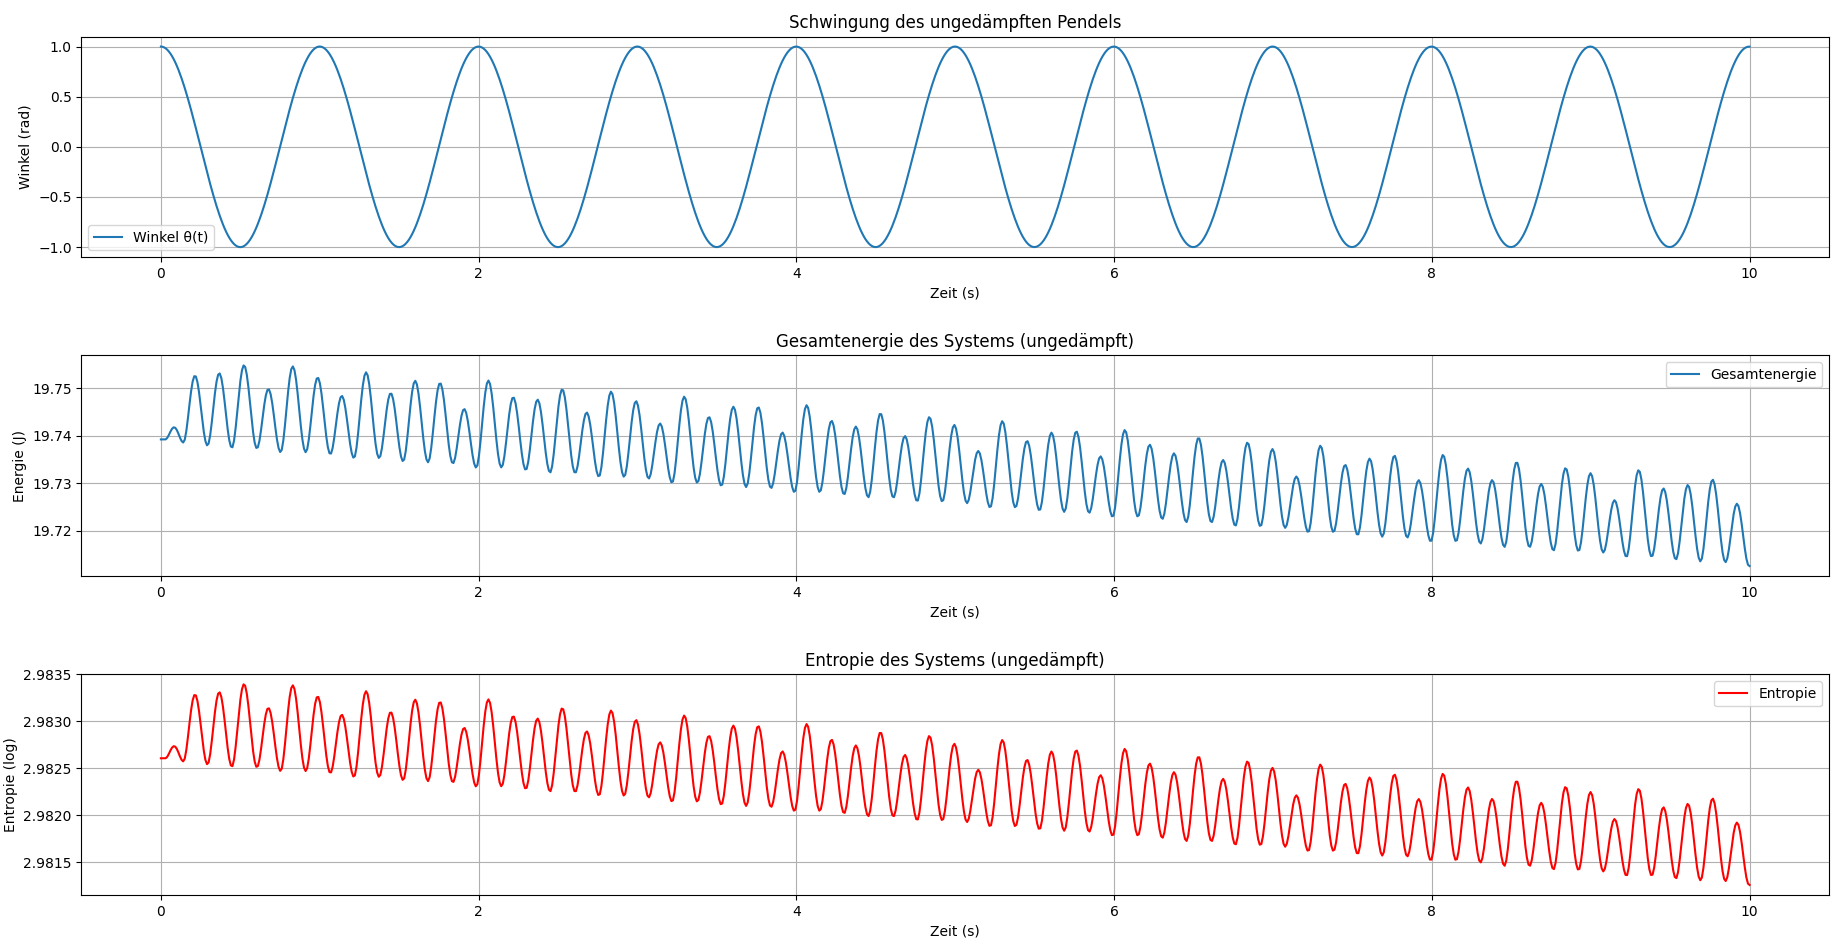 Schwingung des ungedämpften Pendels
Winkel (rad)
1.0
0.5
0.0
−0.5
−1.0
Winkel θ(t)
0 2 4 6 8 10
Zeit (s)
Gesamtenergie des Systems (ungedämpft)
Energie (J)
19.75
19.74
19.73
19.72
Gesamtenergie
0 2 4 6 8 10
Zeit (s)
Entropie des Systems (ungedämpft)
Entropie (log)
2.9835
2.9830
2.9825
2.9820
2.9815
Entropie
0 2 4 6 8 10
Zeit (s)